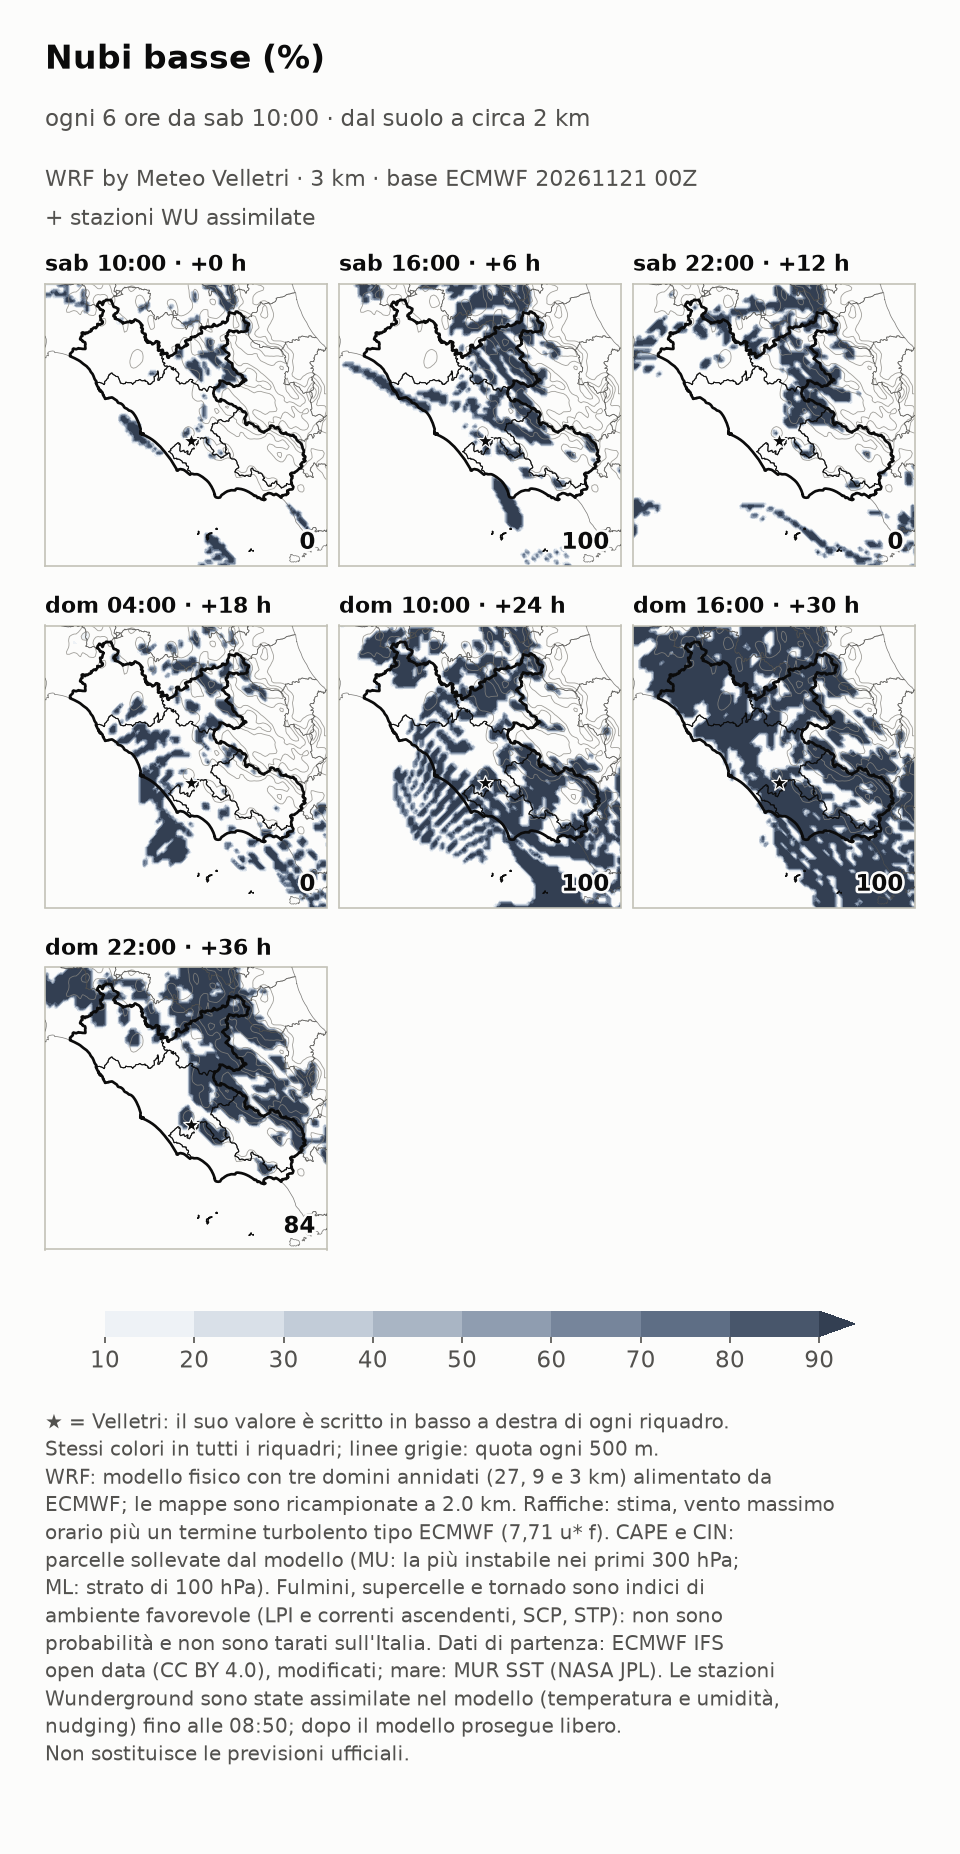 Nubi basse (%)
ogni 6 ore da sab 10:00 · dal suolo a circa 2 km
WRF by Meteo Velletri · 3 km · base ECMWF 20261121 00Z
+ stazioni WU assimilate
sab 10:00 · +0 h
sab 16:00 · +6 h
sab 22:00 · +12 h
0
100
0
dom 04:00 · +18 h
dom 10:00 · +24 h
dom 16:00 · +30 h
0
100
100
dom 22:00 · +36 h
84
10 20 30 40 50 60 70 80 90
★ = Velletri: il suo valore è scritto in basso a destra di ogni riquadro.
Stessi colori in tutti i riquadri; linee grigie: quota ogni 500 m.
WRF: modello fisico con tre domini annidati (27, 9 e 3 km) alimentato da
ECMWF; le mappe sono ricampionate a 2.0 km. Raffiche: stima, vento massimo
orario più un termine turbolento tipo ECMWF (7,71 u* f). CAPE e CIN:
parcelle sollevate dal modello (MU: la più instabile nei primi 300 hPa;
ML: strato di 100 hPa). Fulmini, supercelle e tornado sono indici di
ambiente favorevole (LPI e correnti ascendenti, SCP, STP): non sono
probabilità e non sono tarati sull'Italia. Dati di partenza: ECMWF IFS
open data (CC BY 4.0), modificati; mare: MUR SST (NASA JPL). Le stazioni
Wunderground sono state assimilate nel modello (temperatura e umidità,
nudging) fino alle 08:50; dopo il modello prosegue libero.
Non sostituisce le previsioni ufficiali.